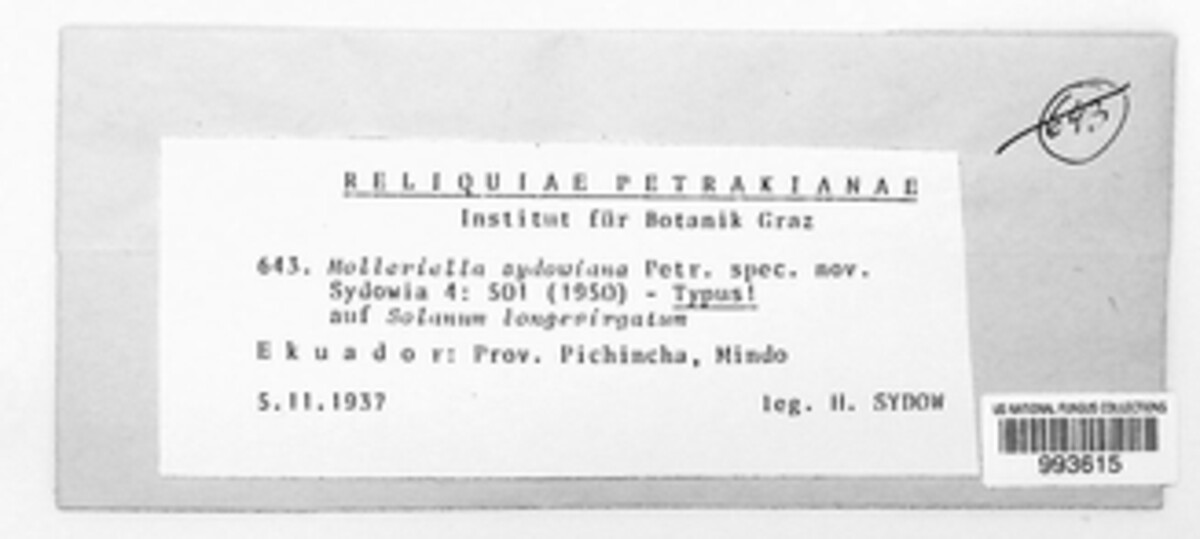 643
RELIQUIAE PETRAKIANAE
Institut für Botanik Graz
643. Molleriella sydowiana Petr. spec. nov.
Sydowia 4: 501 (1950) - Typus!
auf Solanum longevirgatum
Ekuador: Prov. Pichincha, Mindo
5.11.1937 leg. H. SYDOW
US NATIONAL FUNGUS COLLECTIONS
993615